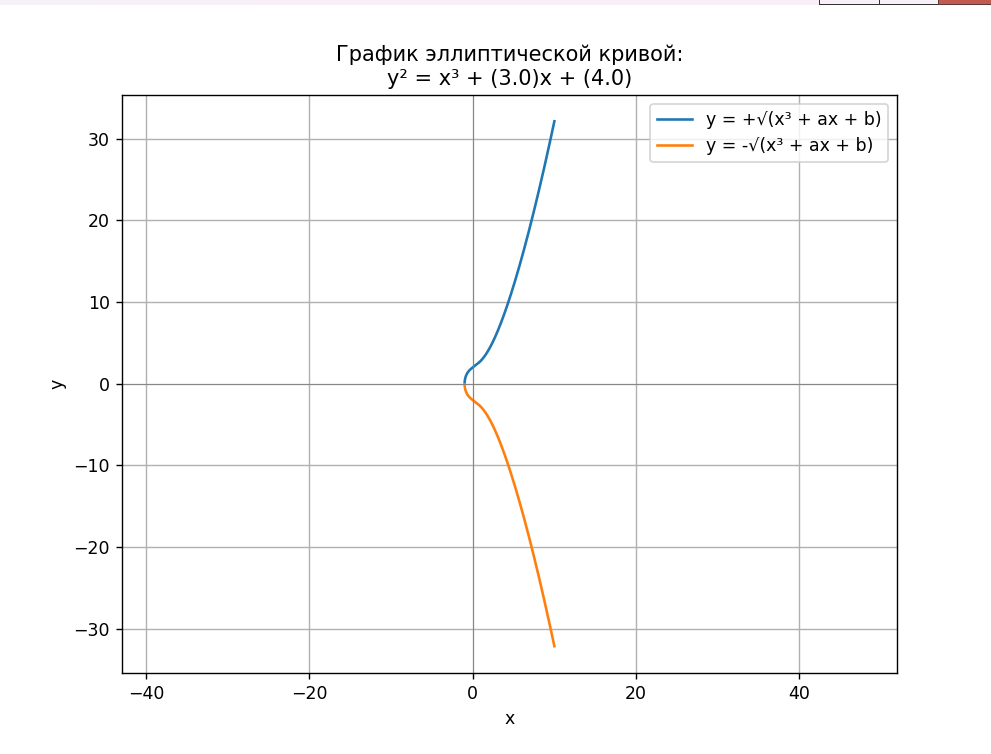 График эллиптической кривой:
y² = x³ + (3.0)x + (4.0)
y = +√(x³ + ax + b)
y = -√(x³ + ax + b)
30
20
10
0
−10
−20
−30
y
−40
−20
0
20
40
x